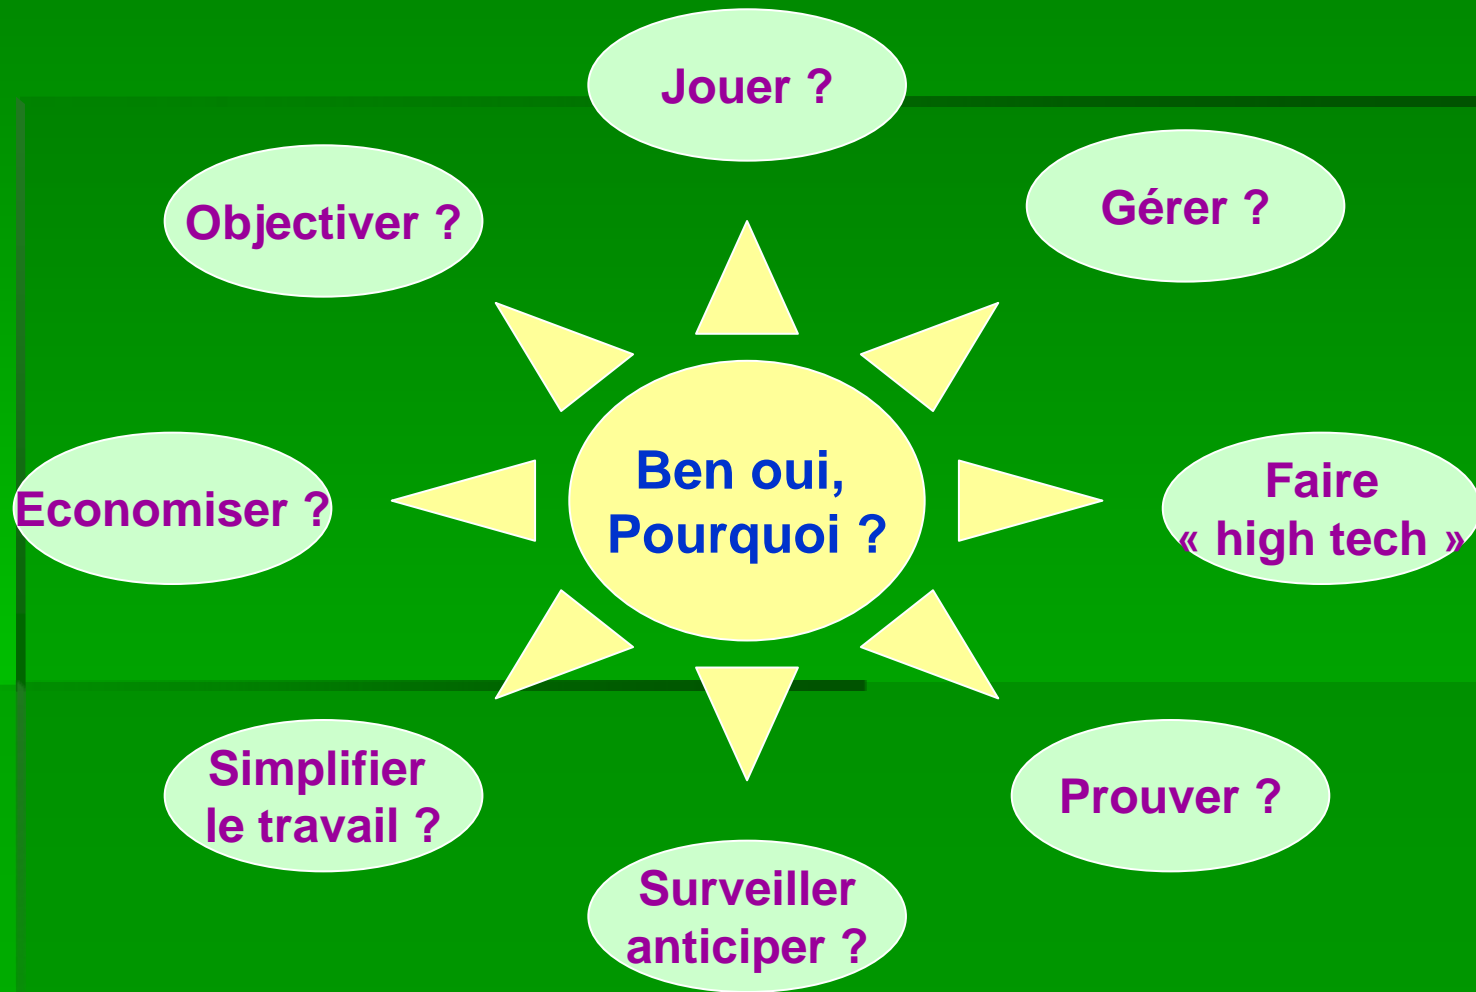 Jouer ?
Objectiver ?
Gérer ?
Ben oui,
Pourquoi ?
Economiser ?
Faire
« high tech »
Simplifier
le travail ?
Prouver ?
Surveiller
anticiper ?